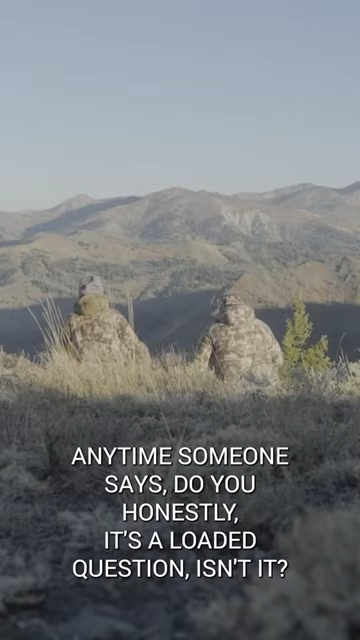 ANYTIME SOMEONE
SAYS, DO YOU
HONESTLY,
IT'S A LOADED
QUESTION, ISN'T IT?